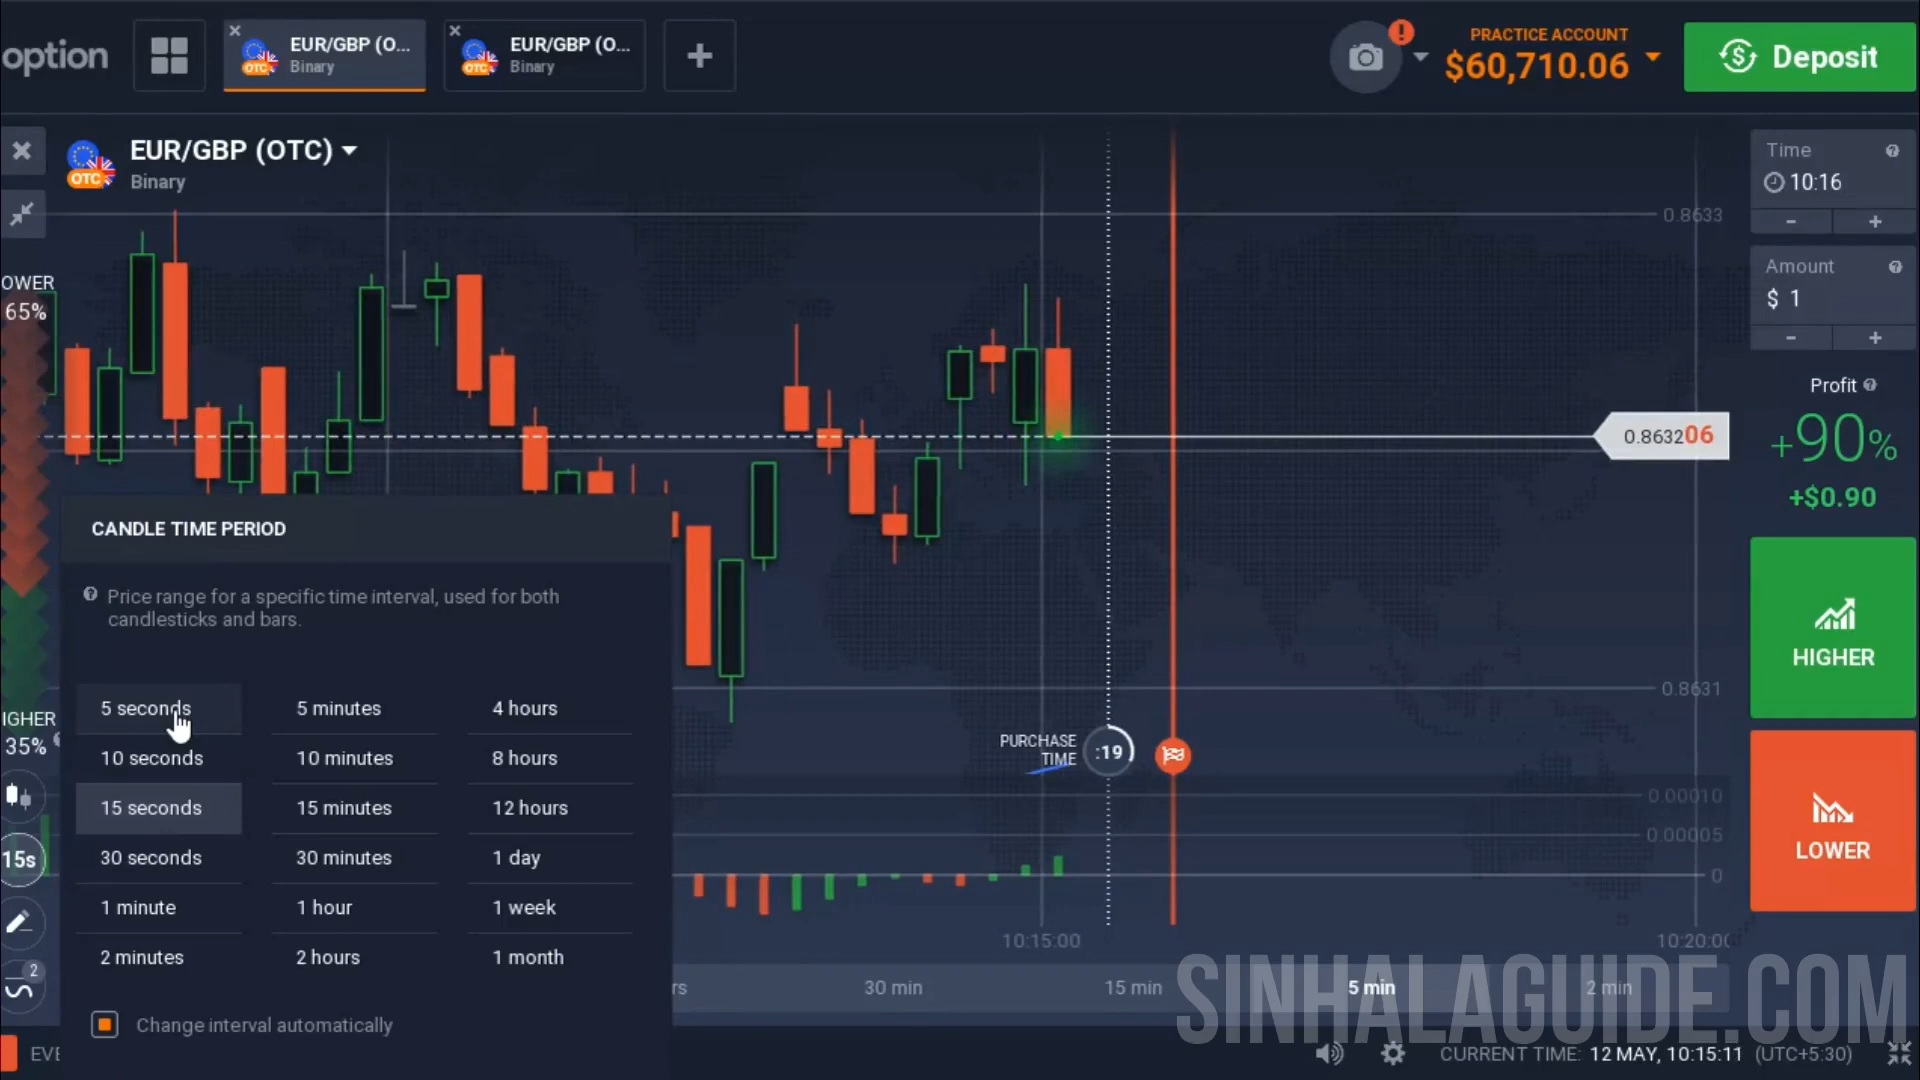 option
EUR/GBP (O...
Binary
EUR/GBP (O...
Binary
PRACTICE ACCOUNT
$60,710.06
Deposit
EUR/GBP (OTC)
Binary
OTC
OTC
OTC
Time
10:16
Amount
$ 1
Profit
+90%
+$0.90
HIGHER
LOWER
OWER
65%
IGHER
35%
15s
2
0.8633
0.863206
0.8631
0.00010
0.00005
0
PURCHASE
TIME
:19
CANDLE TIME PERIOD
Price range for a specific time interval, used for both
candlesticks and bars.
5 seconds
10 seconds
15 seconds
30 seconds
1 minute
2 minutes
5 minutes
10 minutes
15 minutes
30 minutes
1 hour
2 hours
4 hours
8 hours
12 hours
1 day
1 week
1 month
Change interval automatically
10:15:00
10:20:00
rs
30 min
15 min
5 min
2 min
SINHALAGUIDE.COM
EVE
CURRENT TIME: 12 MAY, 10:15:11 (UTC+5:30)